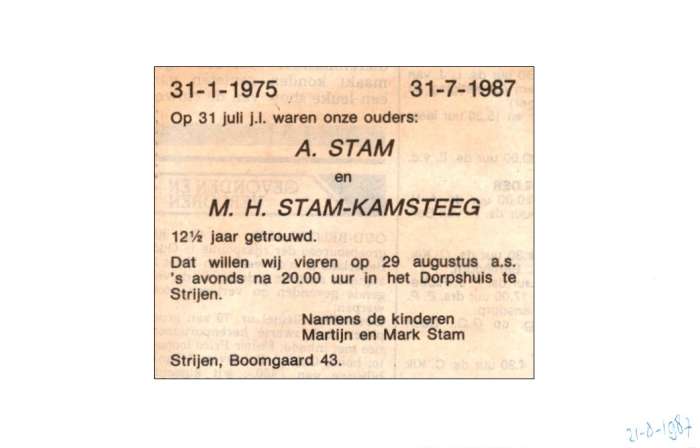 31-1-1975 31-7-1987
Op 31 juli j.l. waren onze ouders:
A. STAM
en
M. H. STAM-KAMSTEEG
12½ jaar getrouwd.
Dat willen wij vieren op 29 augustus a.s.
's avonds na 20.00 uur in het Dorpshuis te
Strijen.
Namens de kinderen
Martijn en Mark Stam
Strijen, Boomgaard 43.
21-8-1987